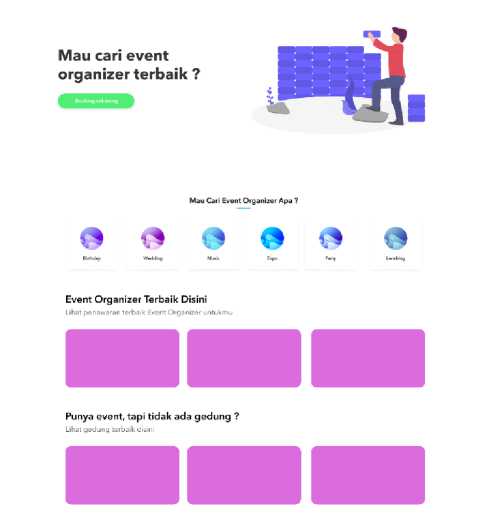 Mau cari event
organizer terbaik ?
Booking sekarang
Mau Cari Event Organizer Apa ?
Birthday
Wedding
Music
Expo
Party
Event Organizer Terbaik Disini
Lihat penawaran terbaik Event Organizer untukmu
Punya event, tapi tidak ada gedung ?
Lihat gedung terbaik disini